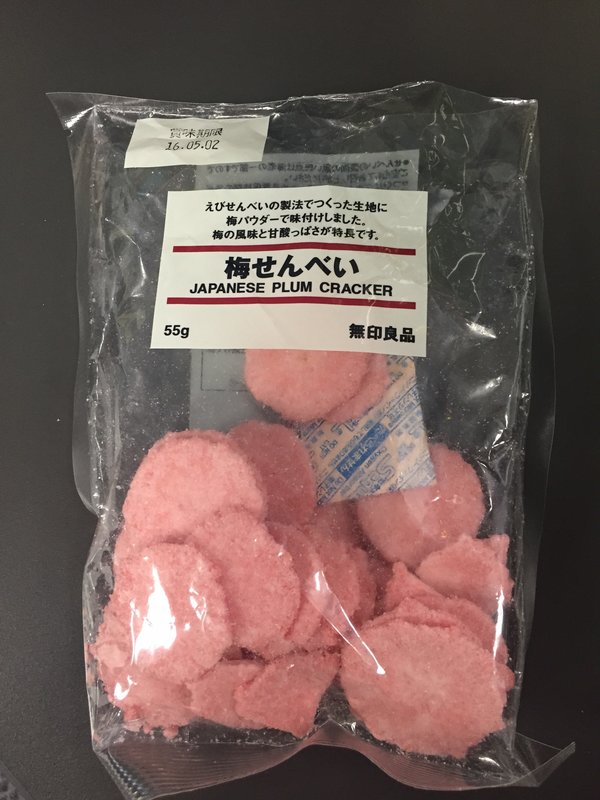 賞味期限
16.05.02
えびせんべいの製法でつくった生地に
梅パウダーで味付けしました。
梅の風味と甘酸っぱさが特長です。
梅せんべい
JAPANESE PLUM CRACKER
55g
無印良品